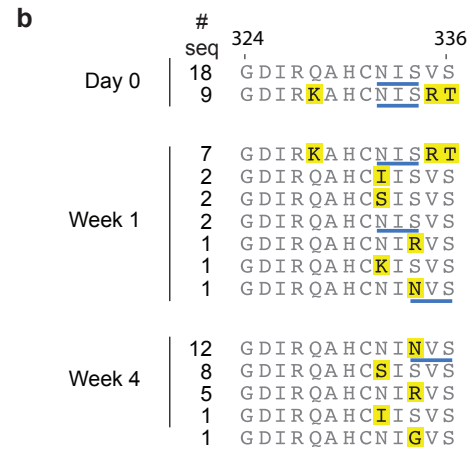 b
#
seq
324 336
Day 0
18 GDIRQAHCNISVS
9 GDIRKAHCNISRT
Week 1
7 GDIRKAHCNISRT
2 GDIRQAHCIISVS
2 GDIRQAHCSISVS
2 GDIRQAHCNISVS
1 GDIRQAHCNIRVS
1 GDIRQAHCKISVS
1 GDIRQAHCNINVS
Week 4
12 GDIRQAHCNINVS
8 GDIRQAHCSISVS
5 GDIRQAHCNIRVS
1 GDIRQAHCIISVS
1 GDIRQAHCNIGVS